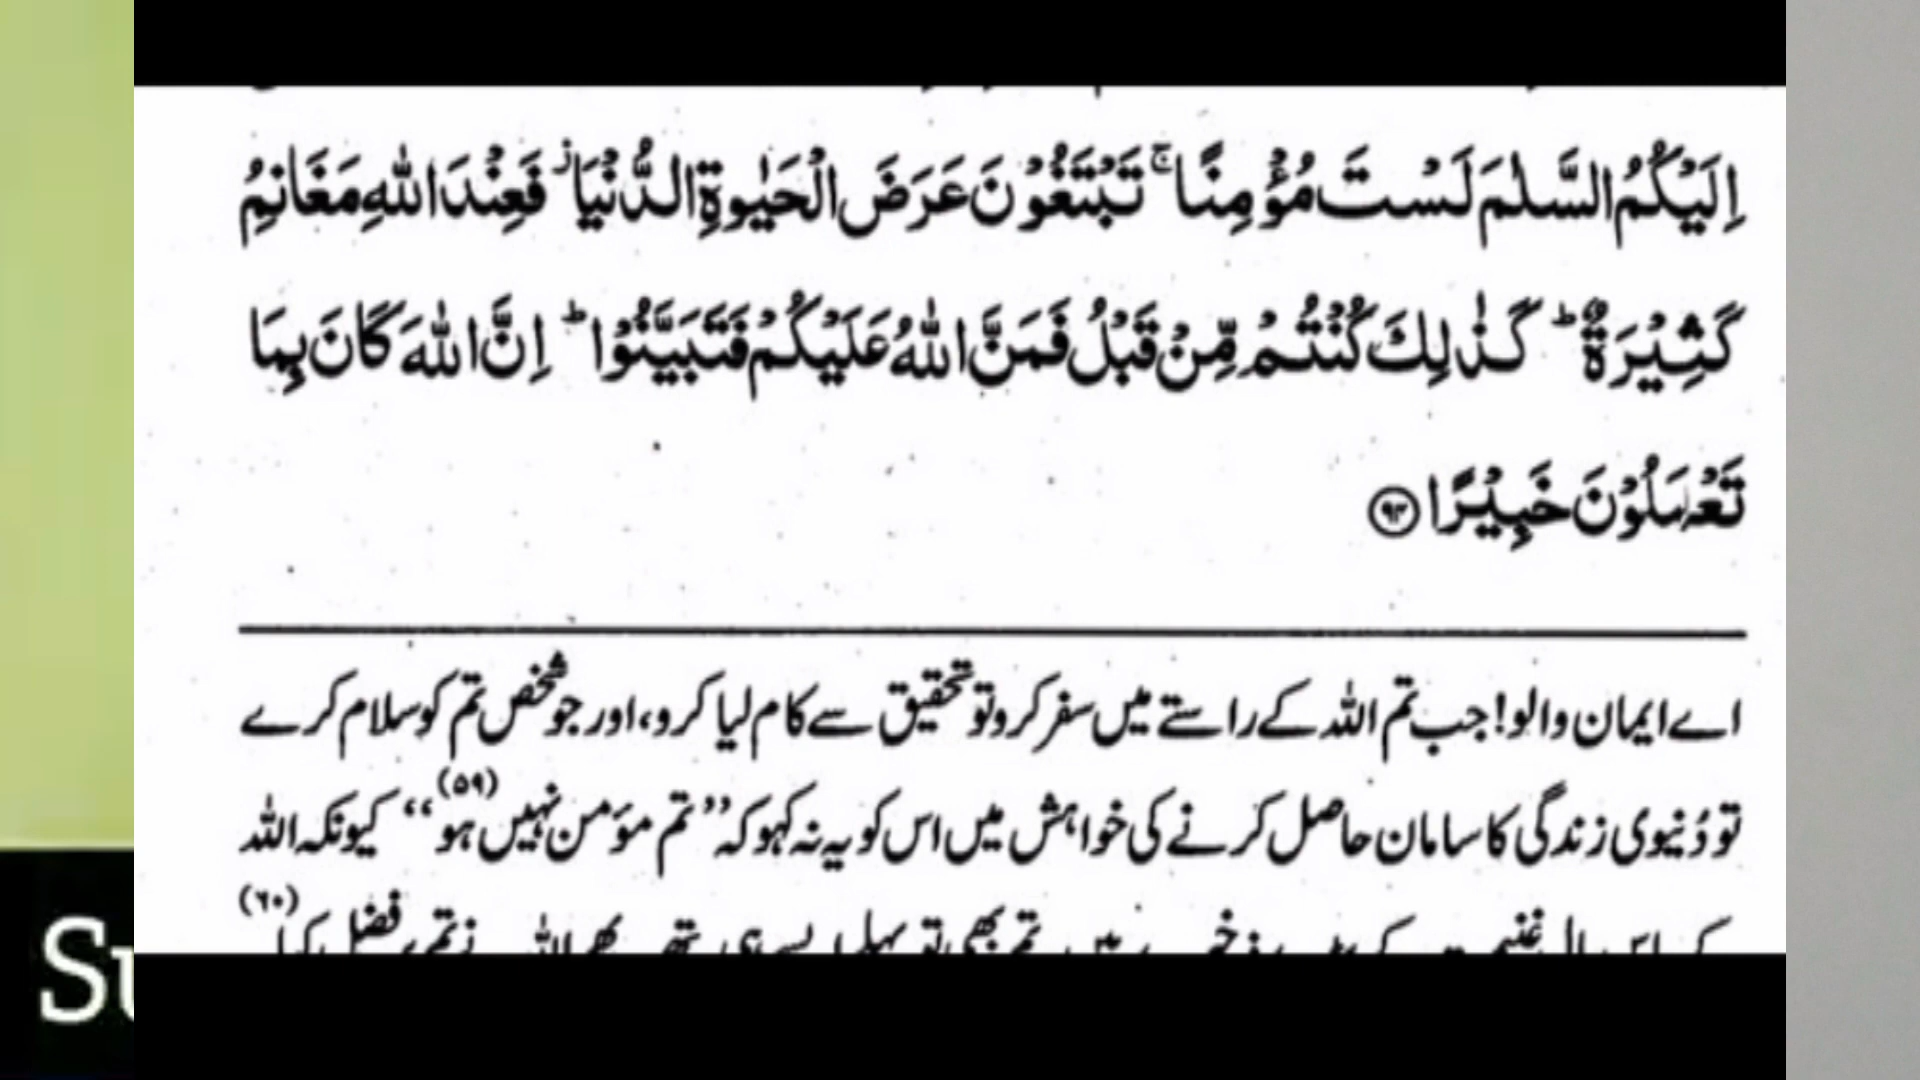 اِلَيْكُمُ السَّلٰمَ لَسْتَ مُؤْمِنًا ۚ تَبْتَغُوْنَ عَرَضَ الْحَيٰوةِ الدُّنْيَا ۫ فَعِنْدَ اللّٰهِ مَغَانِمُ
كَثِيْرَةٌ ؕ كَذٰلِكَ كُنْتُمْ مِّنْ قَبْلُ فَمَنَّ اللّٰهُ عَلَيْكُمْ فَتَبَيَّنُوْا ؕ اِنَّ اللّٰهَ كَانَ بِمَا
تَعْمَلُوْنَ خَبِيْرًا ۹۴
اے ایمان والو! جب تم اللہ کے راستے میں سفر کرو تو تحقیق سے کام لیا کرو، اور جو شخص تم کو سلام کرے
تو دُنیوی زندگی کا سامان حاصل کرنے کی خواہش میں اس کو یہ نہ کہو کہ ”تم مؤمن نہیں ہو (۵۹)“ کیونکہ اللہ
(۶۰)